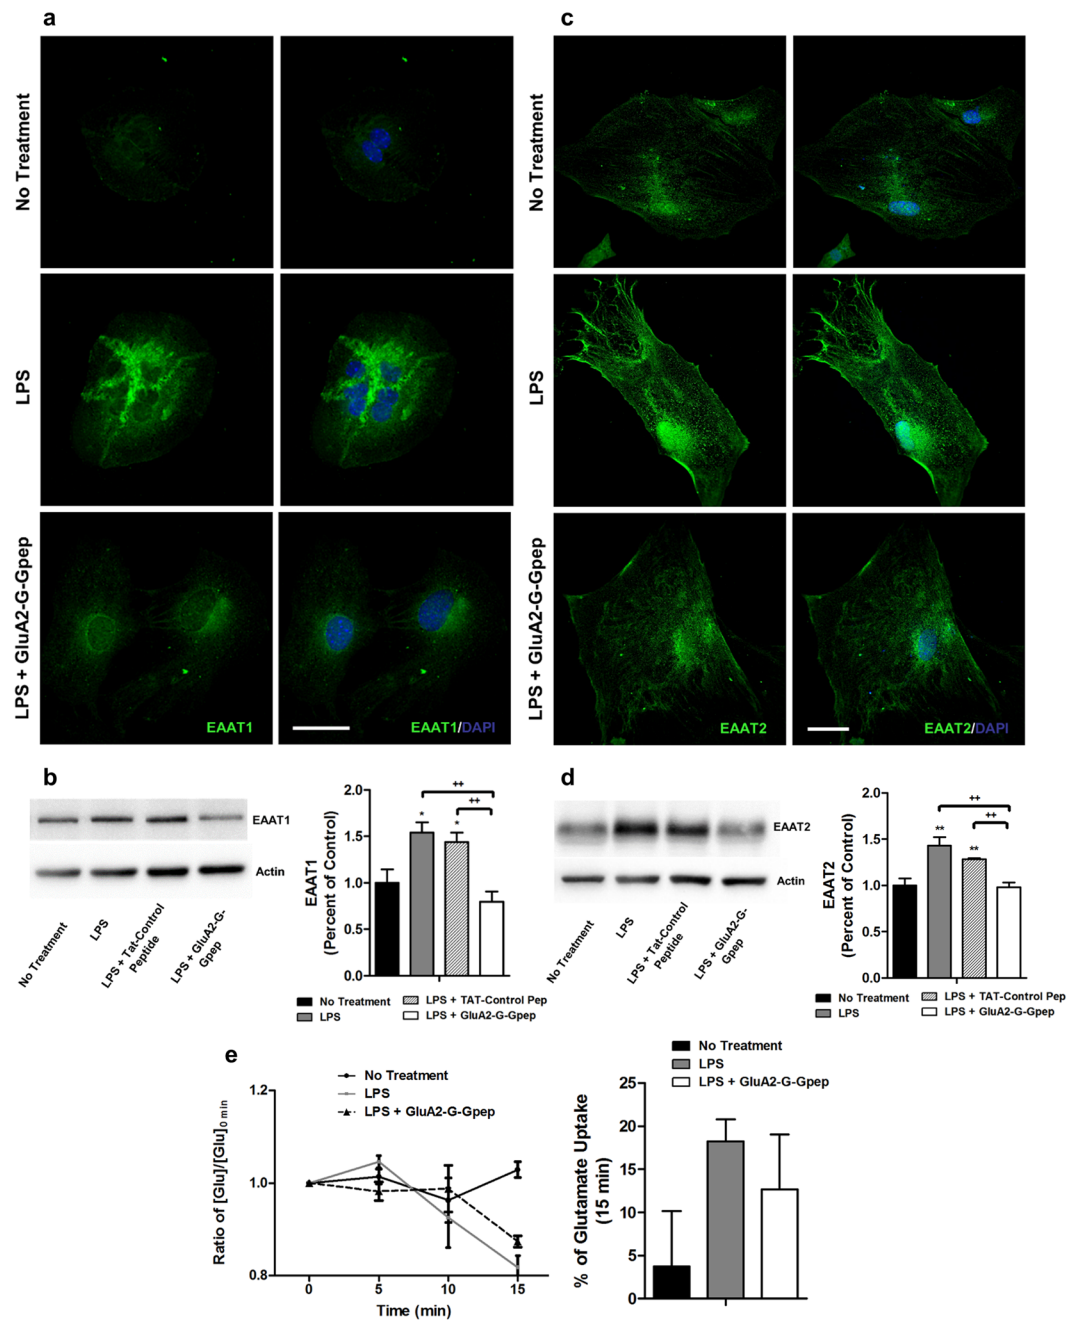 a
c
No Treatment
LPS
LPS + GluA2-G-Gpep
EAAT1
EAAT1/DAPI
No Treatment
LPS
LPS + GluA2-G-Gpep
EAAT2
EAAT2/DAPI
b
EAAT1
Actin
No Treatment
LPS
LPS + Tat-Control
Peptide
LPS + GluA2-G-
Gpep
EAAT1
(Percent of Control)
2.0
1.5
1.0
0.5
0.0
*
*
++
++
No Treatment
LPS
LPS + TAT-Control Pep
LPS + GluA2-G-Gpep
d
EAAT2
Actin
No Treatment
LPS
LPS + Tat-Control
Peptide
LPS + GluA2-G-
Gpep
EAAT2
(Percent of Control)
2.0
1.5
1.0
0.5
0.0
**
**
++
++
No Treatment
LPS
LPS + TAT-Control Pep
LPS + GluA2-G-Gpep
e
No Treatment
LPS
LPS + GluA2-G-Gpep
Ratio of [Glu]/[Glu]0 min
1.2
1.0
0.8
0
5
10
15
Time (min)
No Treatment
LPS
LPS + GluA2-G-Gpep
% of Glutamate Uptake
(15 min)
25
20
15
10
5
0